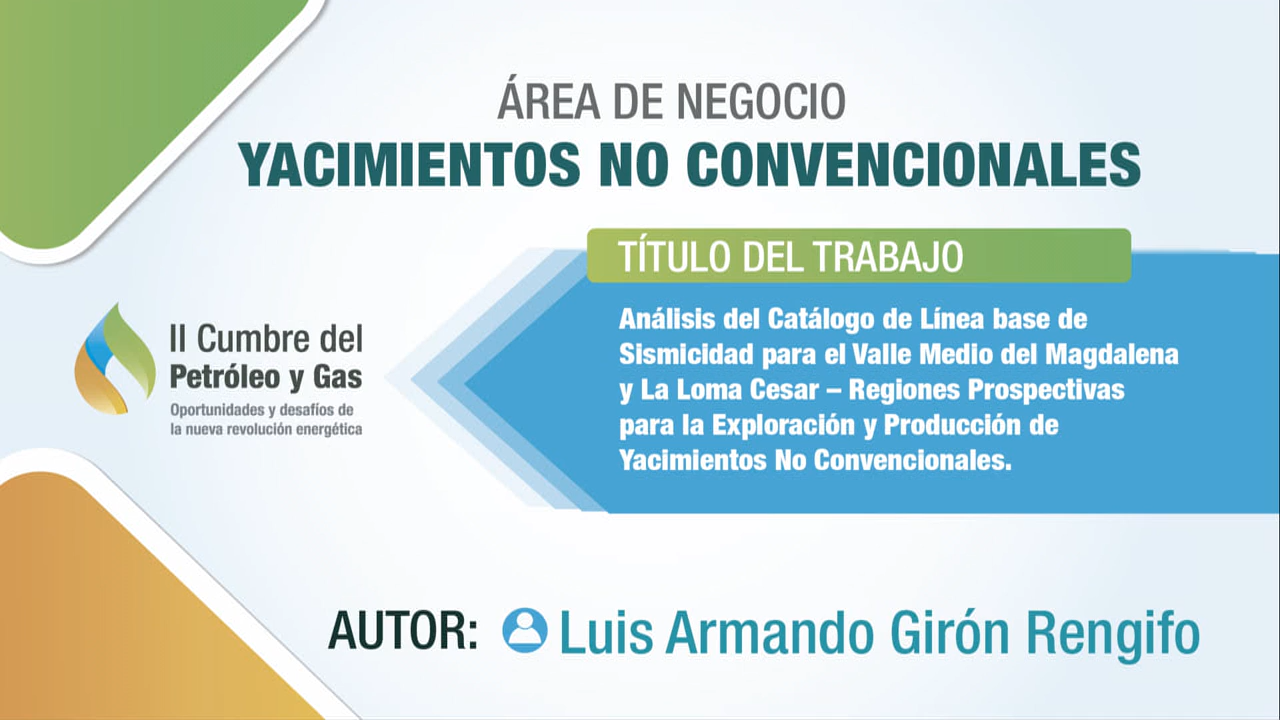 ÁREA DE NEGOCIO
YACIMIENTOS NO CONVENCIONALES
TÍTULO DEL TRABAJO
Análisis del Catálogo de Línea base de
Sismicidad para el Valle Medio del Magdalena
y La Loma Cesar – Regiones Prospectivas
para la Exploración y Producción de
Yacimientos No Convencionales.
II Cumbre del
Petróleo y Gas
Oportunidades y desafíos de
la nueva revolución energética
AUTOR: Luis Armando Girón Rengifo